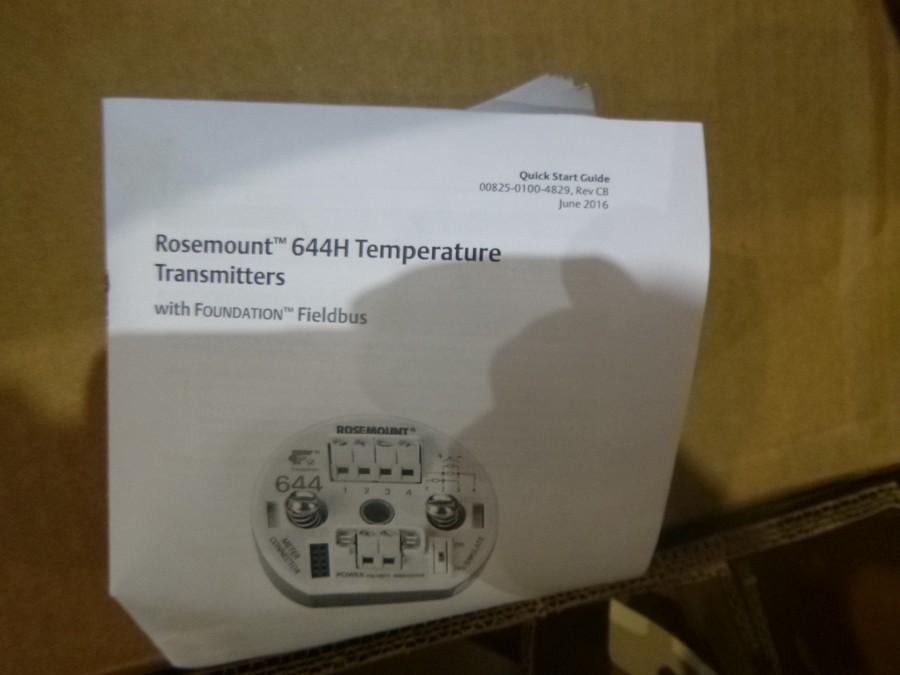 Quick Start Guide
00825-0100-4829, Rev CB
June 2016
Rosemount™ 644H Temperature
Transmitters
with FOUNDATION™ Fieldbus
ROSEMOUNT®
644
1 2 3 4
METER
CONNECTOR
POWER